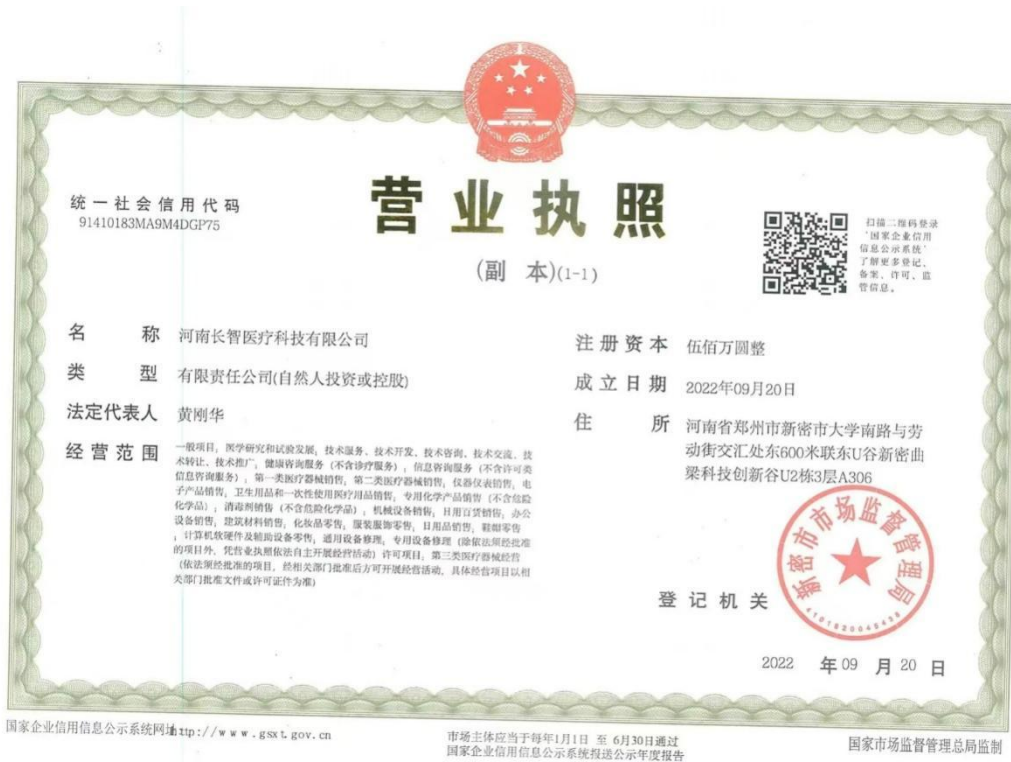 营业执照
(副 本)(1-1)
统一社会信用代码
91410183MA9M4DGP75
扫描二维码登录
‘国家企业信用
信息公示系统’
了解更多登记、
备案、许可、监
管信息。
名 称 河南长智医疗科技有限公司
类 型 有限责任公司(自然人投资或控股)
法定代表人 黄刚华
经营范围 一般项目，医学研究和试验发展，技术服务、技术开发、技术咨询、技术交流、技
术转让、技术推广，健康咨询服务（不含诊疗服务），信息咨询服务（不含许可类
信息咨询服务），第一类医疗器械销售，第二类医疗器械销售，仪器仪表销售，电
子产品销售，卫生用品和一次性使用医疗用品销售，专用化学产品销售（不含危险
化学品），消毒剂销售（不含危险化学品），机械设备销售，日用百货销售，办公
设备销售，建筑材料销售，化妆品零售，服装服饰零售，日用品销售，鞋帽零售
，计算机软硬件及辅助设备零售，通用设备修理，专用设备修理（除依法须经批准
的项目外，凭营业执照依法自主开展经营活动）许可项目，第三类医疗器械经营
（依法须经批准的项目，经相关部门批准后方可开展经营活动，具体经营项目以相
关部门批准文件或许可证件为准）
注册资本 伍佰万圆整
成立日期 2022年09月20日
住 所 河南省郑州市新密市大学南路与劳
动街交汇处东600米联东U谷新密曲
梁科技创新谷U2栋3层A306
登记机关
新密市市场监督管理局
4101820045438
2022 年 09 月 20 日
国家企业信用信息公示系统网址http://www.gsxt.gov.cn
市场主体应当于每年1月1日 至 6月30日通过
国家企业信用信息公示系统报送公示年度报告
国家市场监督管理总局监制